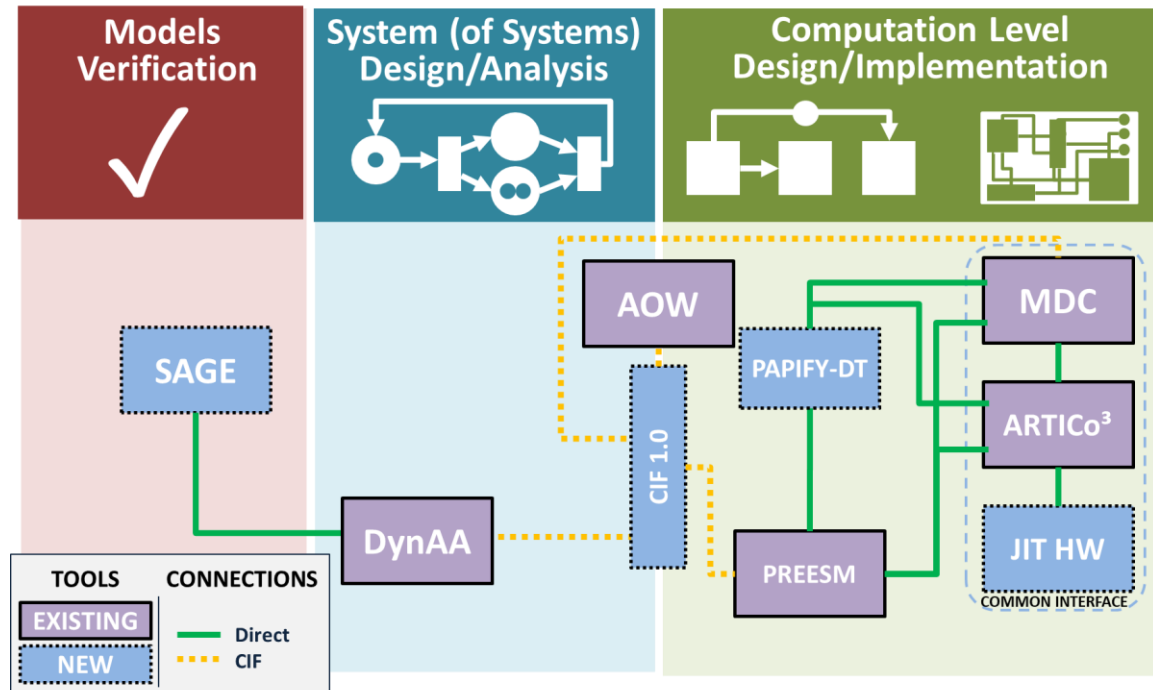 Models
Verification
System (of Systems)
Design/Analysis
Computation Level
Design/Implementation
AOW
MDC
SAGE
PAPIFY-DT
ARTICo³
CIF 1.0
DynAA
PREESM
JIT HW
COMMON INTERFACE
TOOLS
CONNECTIONS
EXISTING
NEW
Direct
CIF